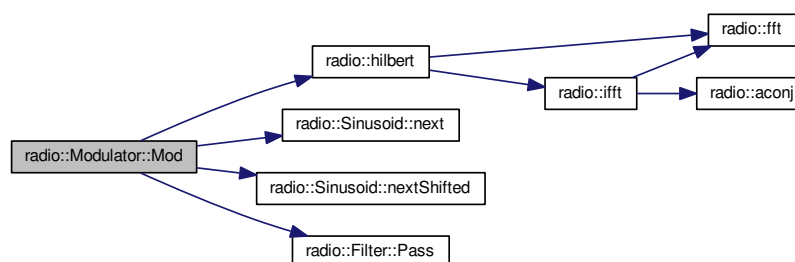 radio::fft
radio::hilbert
radio::ifft
radio::aconj
radio::Sinusoid::next
radio::Modulator::Mod
radio::Sinusoid::nextShifted
radio::Filter::Pass